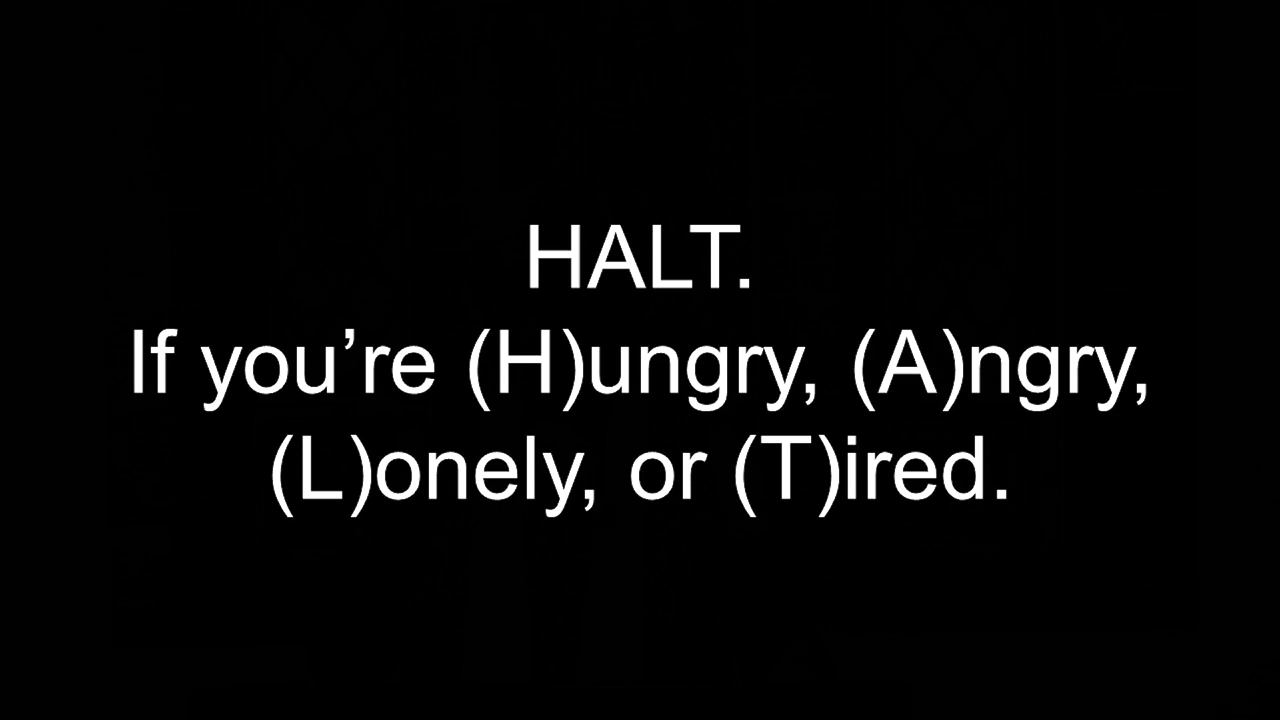 HALT.
If you’re (H)ungry, (A)ngry,
(L)onely, or (T)ired.